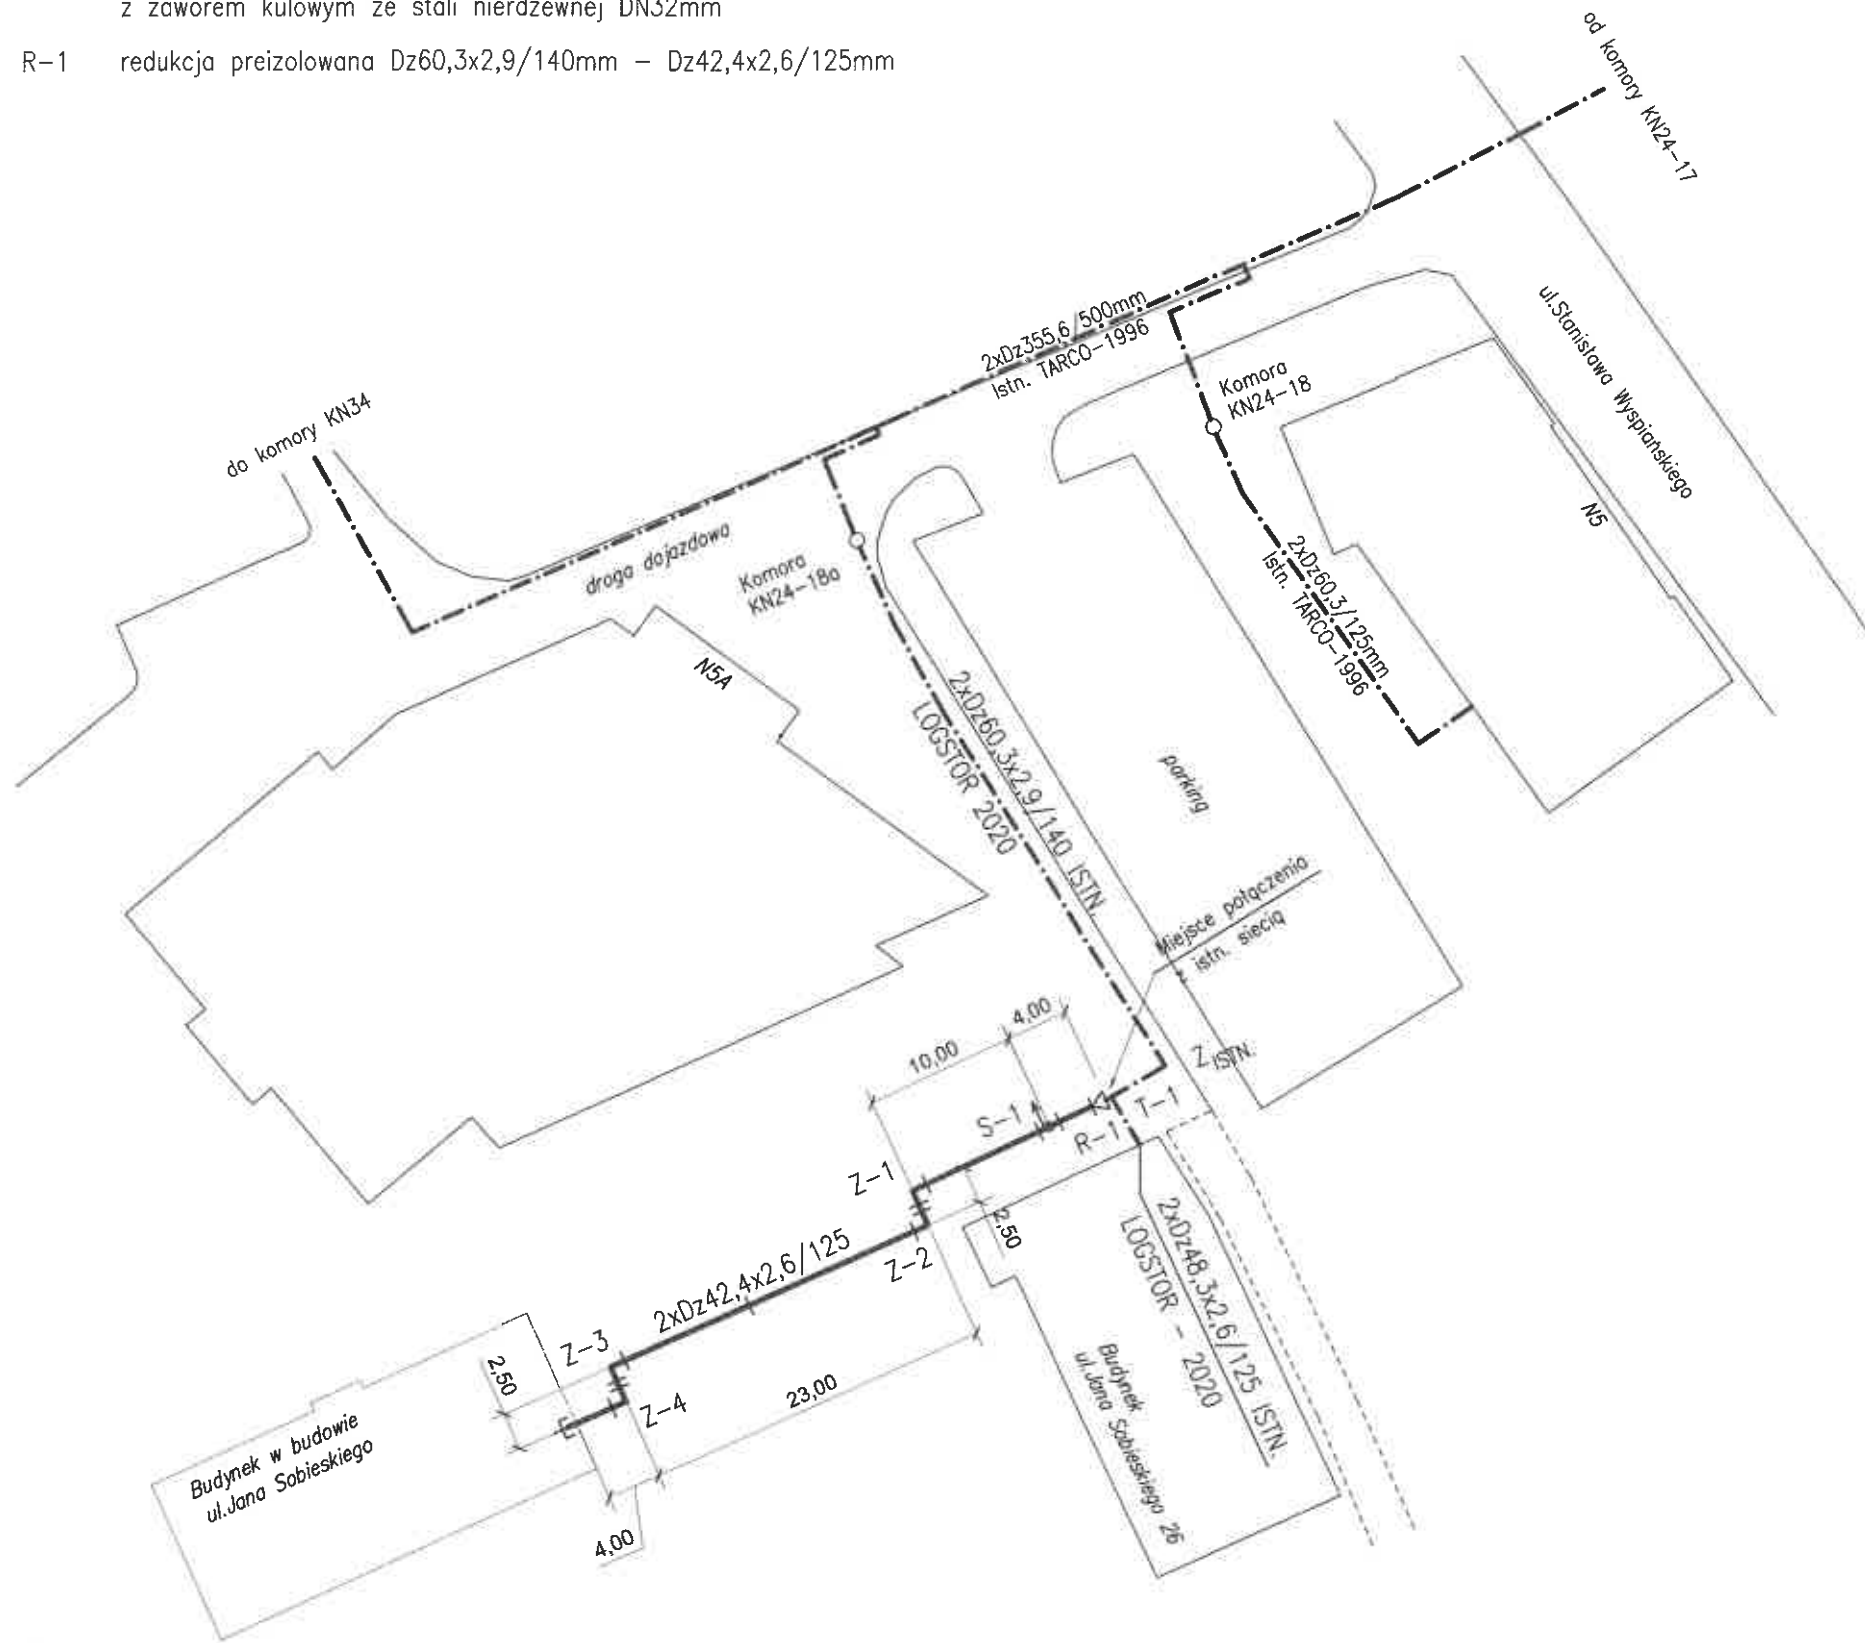 z zaworem kulowym ze stali nierdzewnej DN32mm
R-1 redukcja preizolowana Dz60,3x2,9/140mm - Dz42,4x2,6/125mm
od komory KN24-17
ul.Stanisława Wyspiańskiego
2xDz355,6/500mm
Istn. TARCO-1996
Komora
KN24-18
do komory KN34
N5
droga dojazdowa
Komora
KN24-18a
2xDz60,3/125mm
Istn. TARCO-1996
N5A
2xDz60,3x2,9/140 ISTN.
LOGSTOR 2020
parking
Miejsce połączenia
z istn. siecią
4,00
10,00
Z ISTN.
S-1
T-1
R-1
Z-1
2,50
Z-2
2xDz42,4x2,6/125
2xDz48,3x2,6/125 ISTN.
LOGSTOR - 2020
Z-3
2,50
23,00
Z-4
Budynek
ul.Jana Sobieskiego 26
Budynek w budowie
ul.Jana Sobieskiego
4,00